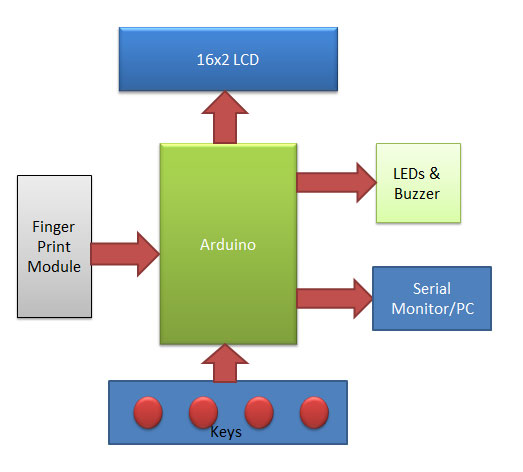 16x2 LCD
LEDs &
Buzzer
Finger
Print
Module
Arduino
Serial
Monitor/PC
Keys